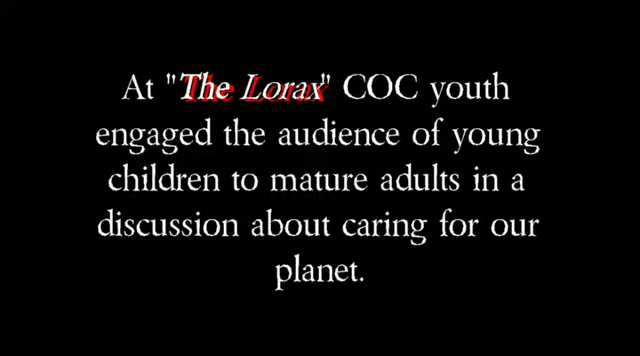 At "The Lorax" COC youth
engaged the audience of young
children to mature adults in a
discussion about caring for our
planet.